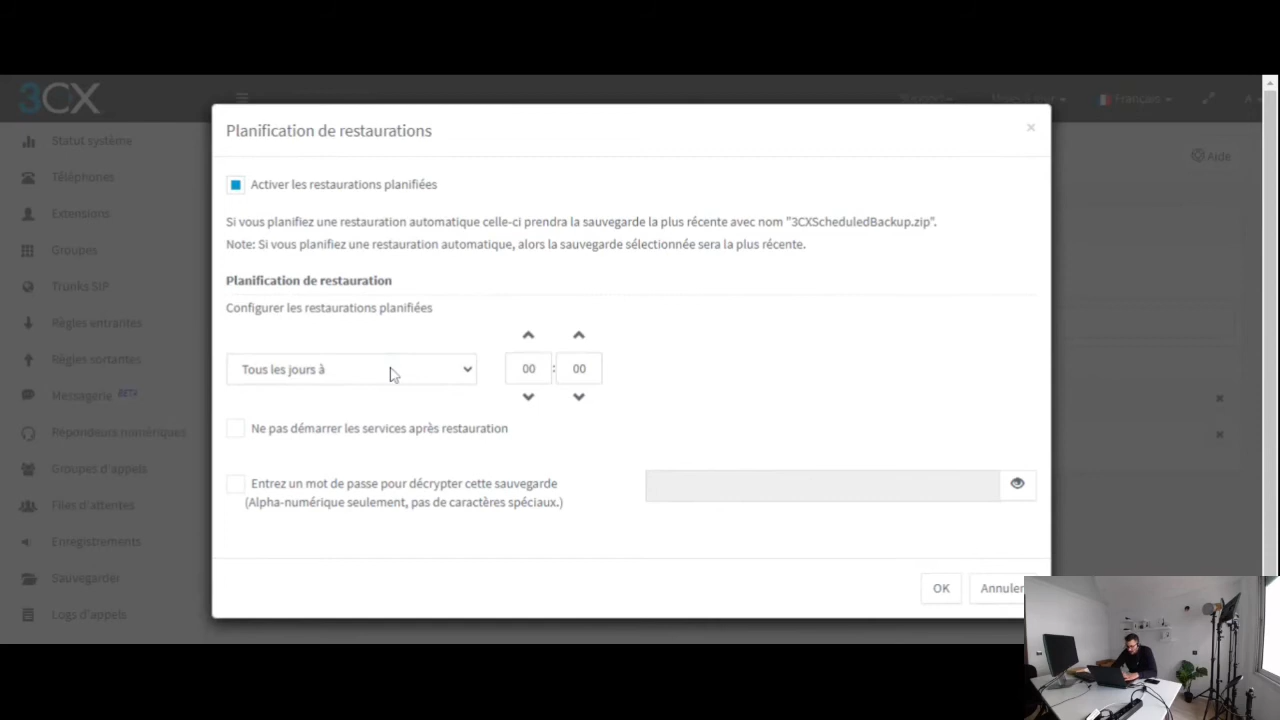 3CX
Support
Français
Statut système
Aide
Téléphones
Extensions
Groupes
Trunks SIP
Règles entrantes
Règles sortantes
Messagerie BETA
Répondeurs numériques
Groupes d'appels
Files d'attentes
Enregistrements
Sauvegarder
Logs d'appels
Planification de restaurations
×
Activer les restaurations planifiées
Si vous planifiez une restauration automatique celle-ci prendra la sauvegarde la plus récente avec nom "3CXScheduledBackup.zip".
Note: Si vous planifiez une restauration automatique, alors la sauvegarde sélectionnée sera la plus récente.
Planification de restauration
Configurer les restaurations planifiées
Tous les jours à
00 : 00
Ne pas démarrer les services après restauration
Entrez un mot de passe pour décrypter cette sauvegarde
(Alpha-numérique seulement, pas de caractères spéciaux.)
OK
Annuler